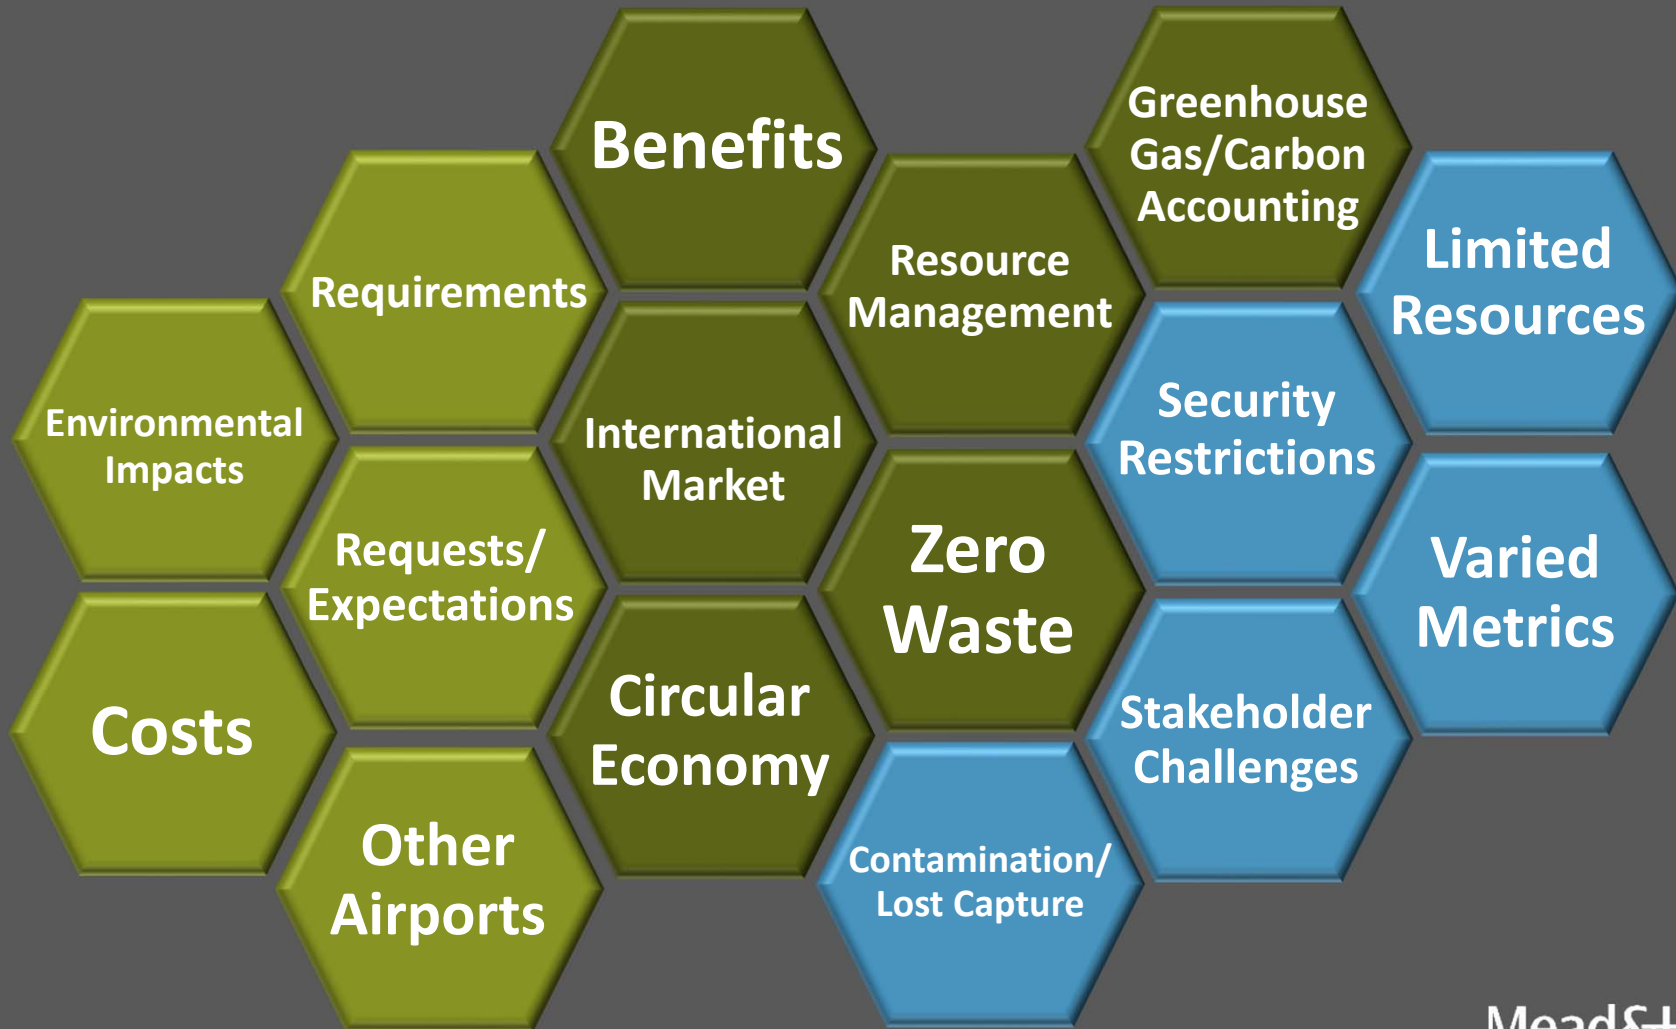 Environmental
Impacts
Costs
Requirements
Requests/
Expectations
Other
Airports
Benefits
International
Market
Circular
Economy
Resource
Management
Zero
Waste
Contamination/
Lost Capture
Greenhouse
Gas/Carbon
Accounting
Security
Restrictions
Stakeholder
Challenges
Limited
Resources
Varied
Metrics
Mead&